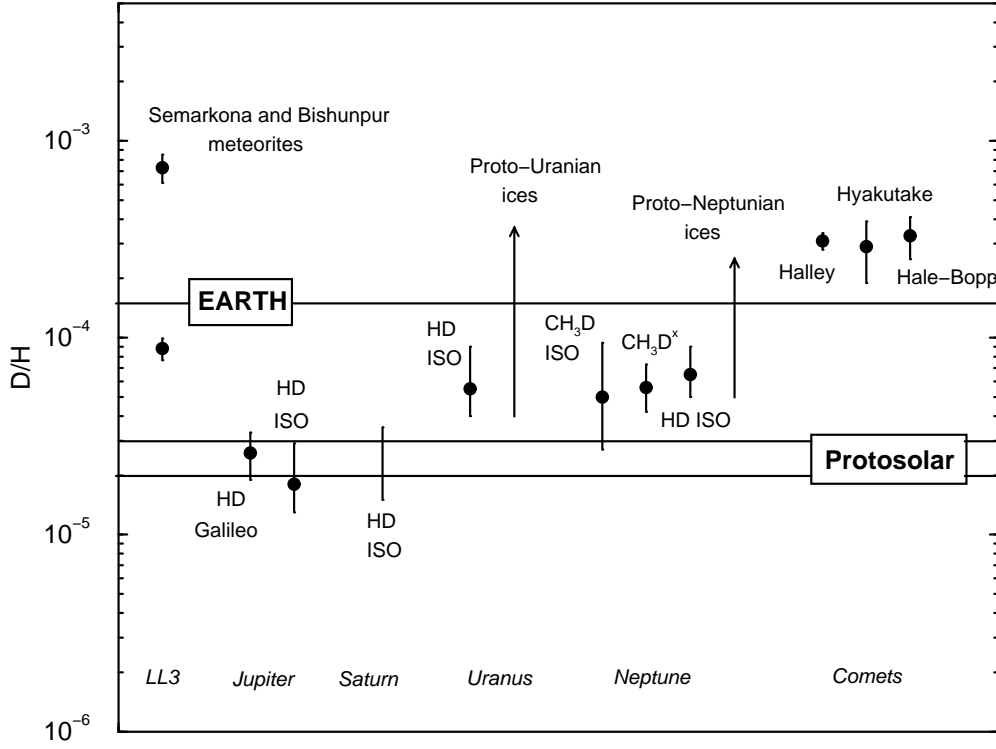 D/H
10⁻³
10⁻⁴
10⁻⁵
10⁻⁶
Semarkona and Bishunpur
meteorites
Proto−Uranian
ices
Proto−Neptunian
ices
Hyakutake
Halley
Hale−Bopp
EARTH
HD
ISO
HD
ISO
CH₃D
ISO
CH₃Dˣ
HD ISO
Protosolar
HD
Galileo
HD
ISO
LL3
Jupiter
Saturn
Uranus
Neptune
Comets